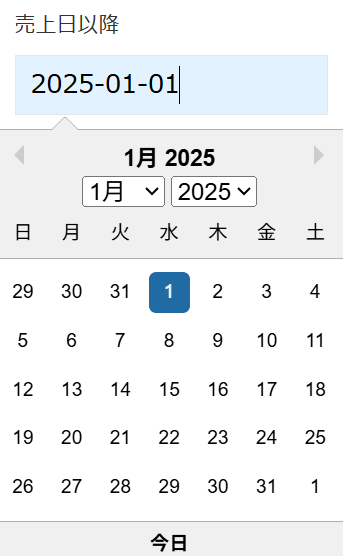 売上日以降
2025-01-01
1月 2025
1月 2025
日 月 火 水 木 金 土
29 30 31 1 2 3 4
5 6 7 8 9 10 11
12 13 14 15 16 17 18
19 20 21 22 23 24 25
26 27 28 29 30 31 1
今日